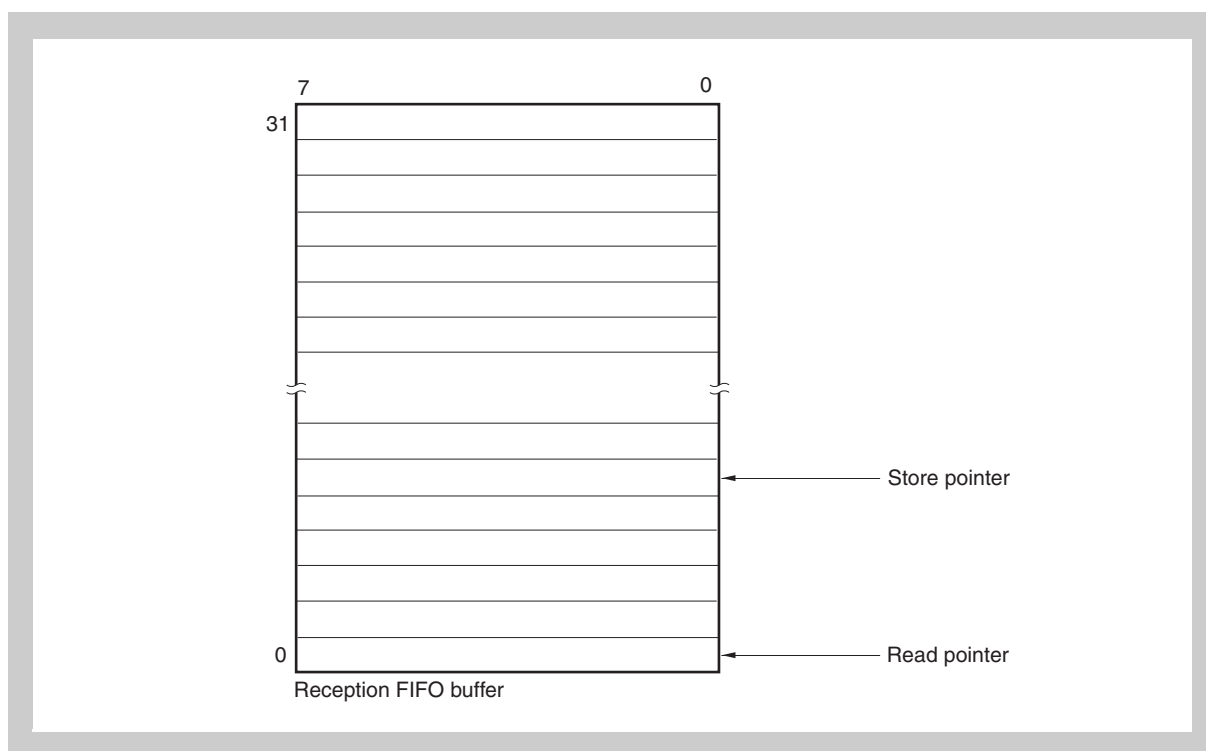 7 0
31
Store pointer
0 Read pointer
Reception FIFO buffer